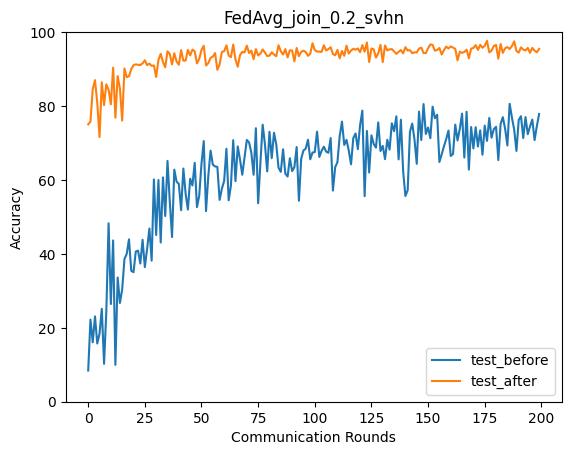 FedAvg_join_0.2_svhn
Accuracy
100
80
60
40
20
0
0 25 50 75 100 125 150 175 200
Communication Rounds
test_before
test_after